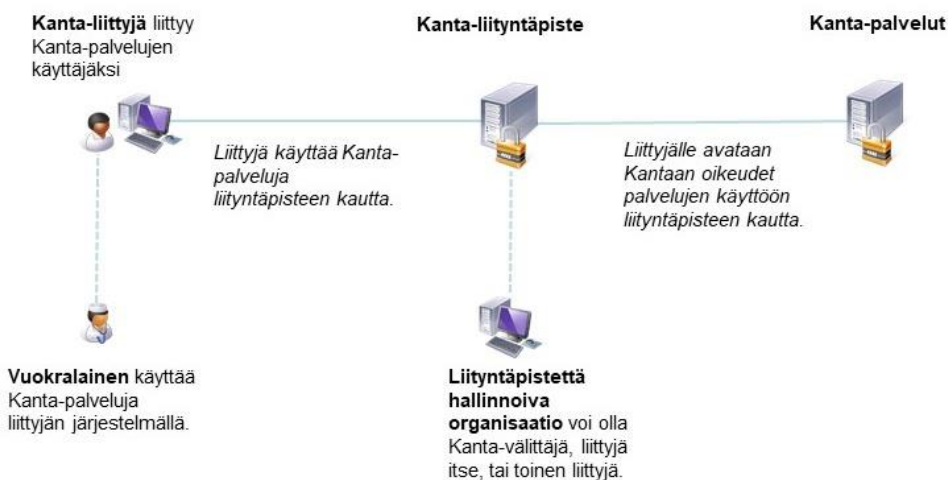 Kanta-liittyjä liittyy
Kanta-palvelujen
käyttäjäksi
Kanta-liityntäpiste
Kanta-palvelut
Liittyjä käyttää Kanta-
palveluja
liityntäpisteen kautta.
Liittyjälle avataan
Kantaan oikeudet
palvelujen käyttöön
liityntäpisteen kautta.
Vuokralainen käyttää
Kanta-palveluja
liittyjän järjestelmällä.
Liityntäpistettä
hallinnoiva
organisaatio voi olla
Kanta-välittäjä, liittyjä
itse, tai toinen liittyjä.